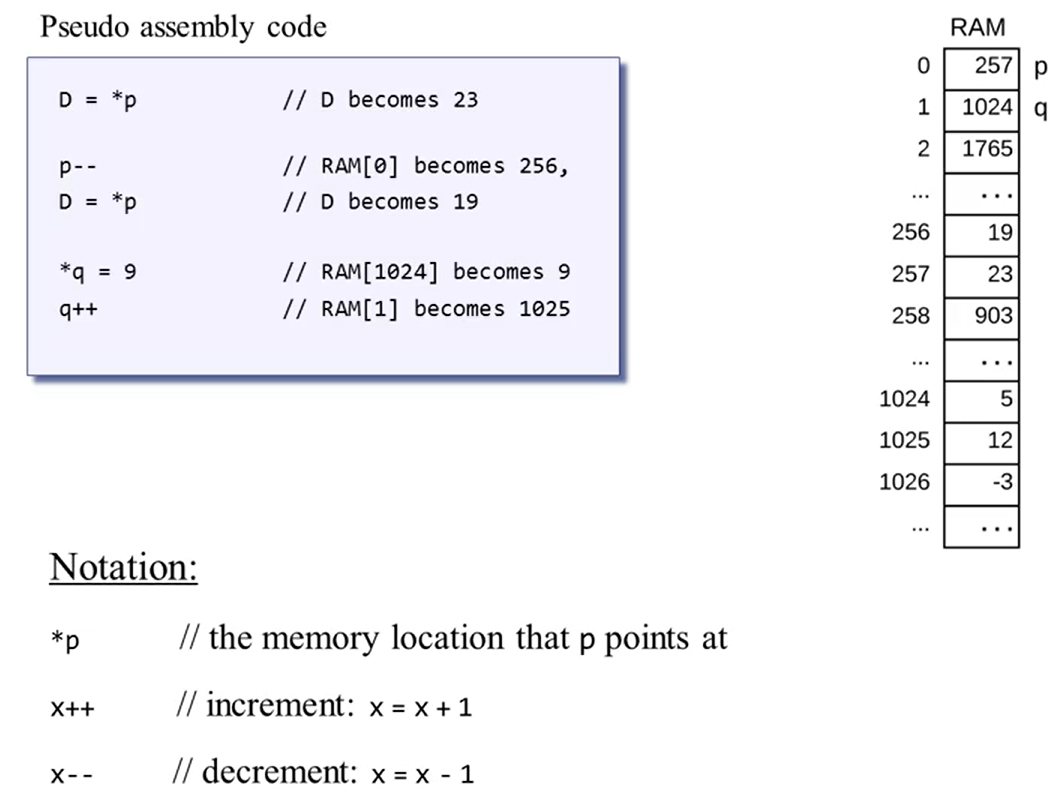 Pseudo assembly code
D = *p // D becomes 23
p-- // RAM[0] becomes 256,
D = *p // D becomes 19
*q = 9 // RAM[1024] becomes 9
q++ // RAM[1] becomes 1025
RAM
0 257 p
1 1024 q
2 1765
... ...
256 19
257 23
258 903
... ...
1024 5
1025 12
1026 -3
... ...
Notation:
*p // the memory location that p points at
x++ // increment: x = x + 1
x-- // decrement: x = x - 1